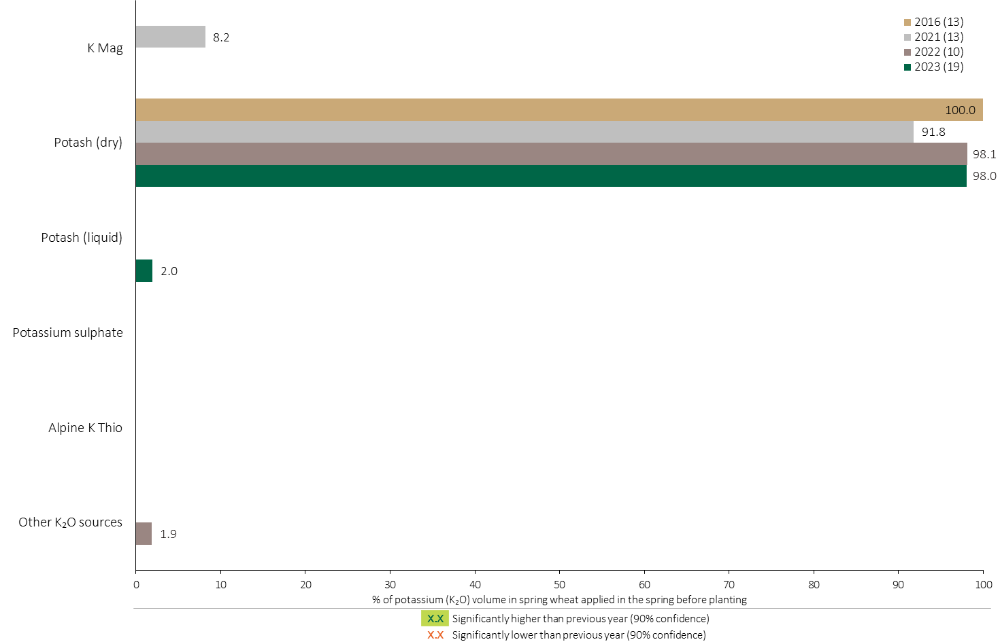 2016 (13)
2021 (13)
2022 (10)
2023 (19)
K Mag
8.2
Potash (dry)
100.0
91.8
98.1
98.0
Potash (liquid)
2.0
Potassium sulphate
Alpine K Thio
Other K₂O sources
1.9
0 10 20 30 40 50 60 70 80 90 100
% of potassium (K₂O) volume in spring wheat applied in the spring before planting
X.X Significantly higher than previous year (90% confidence)
X.X Significantly lower than previous year (90% confidence)